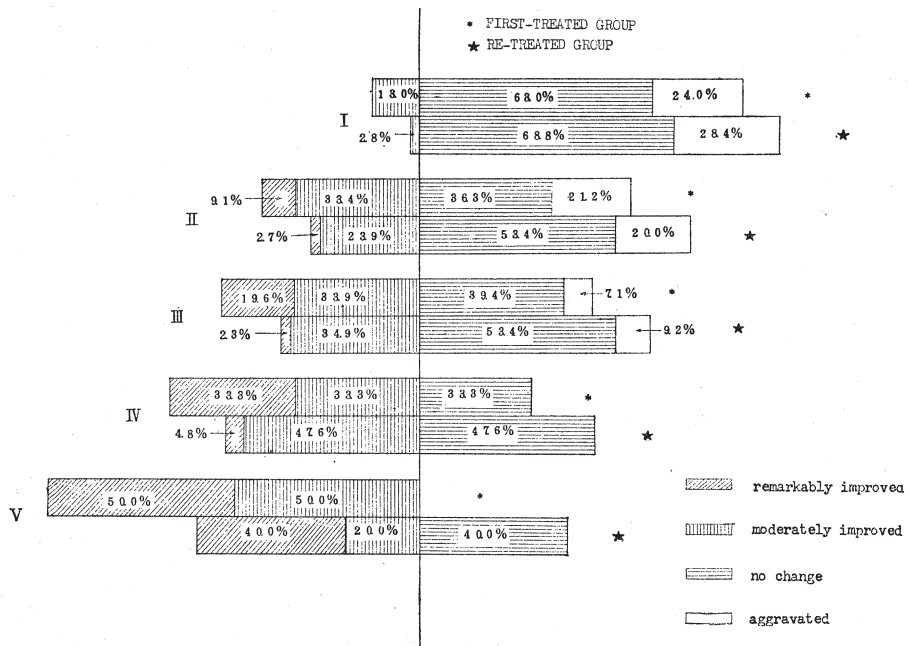 * FIRST-TREATED GROUP
★ RE-TREATED GROUP
13.0% 63.0% 24.0% *
I
2.8% 68.8% 28.4% ★
9.1% 33.4% 36.3% 21.2% *
II
2.7% 23.9% 53.4% 20.0% ★
19.6% 33.9% 39.4% 7.1% *
III
2.3% 34.9% 53.4% 9.2% ★
33.3% 33.3% 33.3% *
IV
4.8% 47.6% 47.6% ★
50.0% 50.0% *
V
40.0% 20.0% 40.0% ★
remarkably improved
moderately improved
no change
aggravated